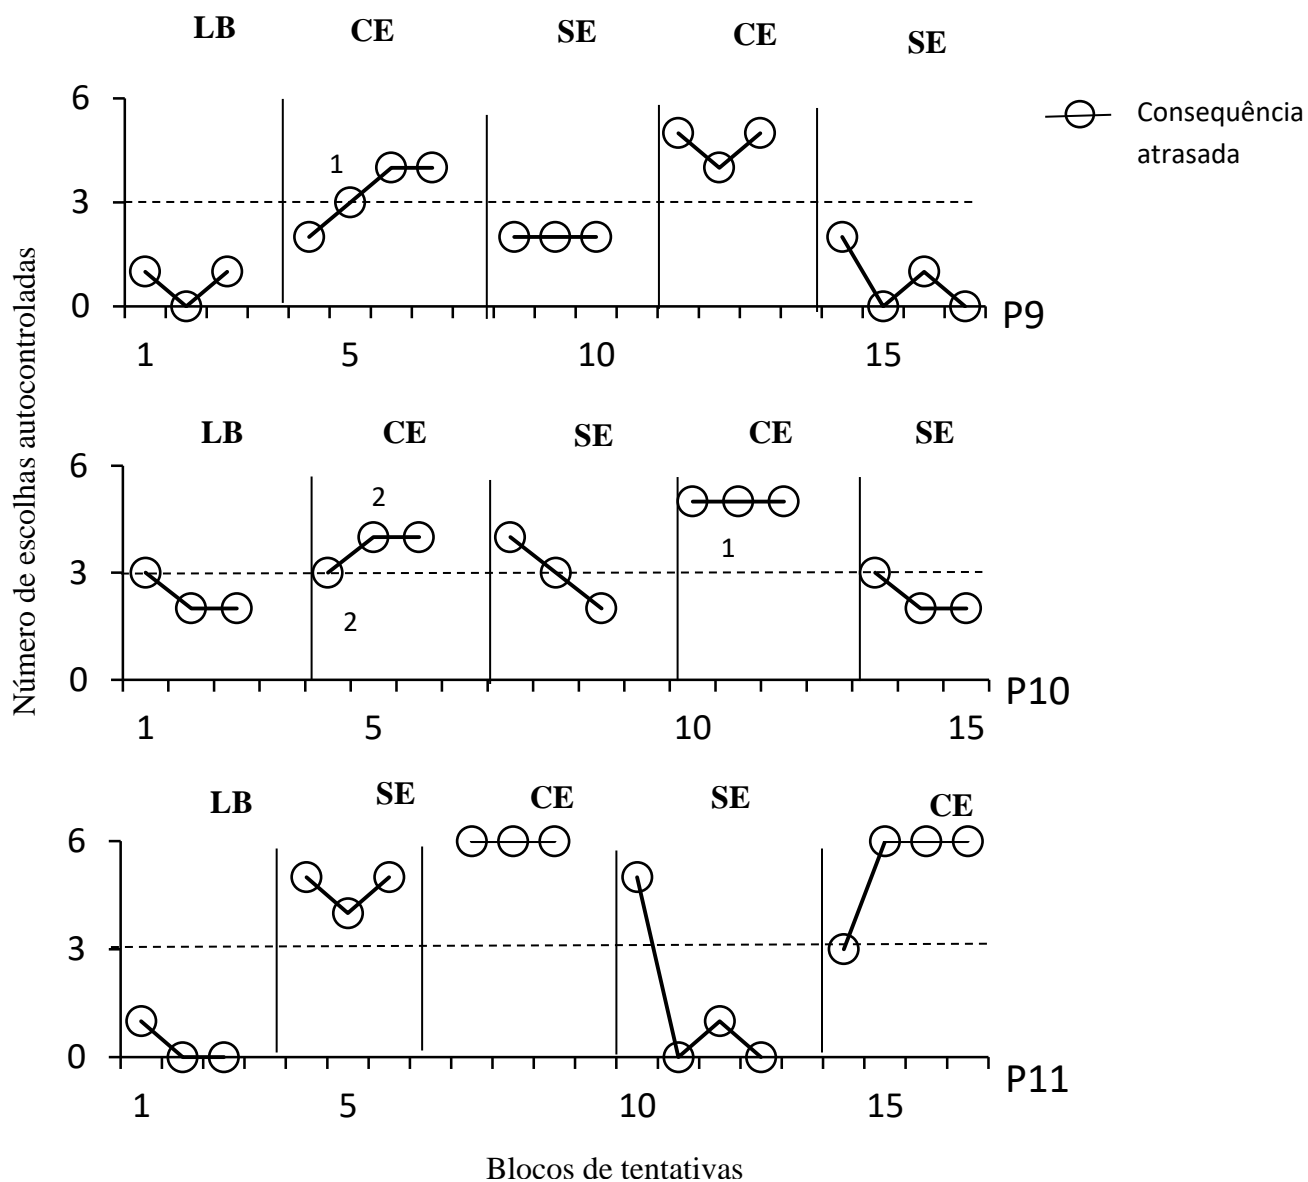 LB CE SE CE SE
6
Consequência
atrasada
1
3
0
P9
1 5 10 15
Número de escolhas autocontroladas
LB CE SE CE SE
6
2
1
3
2
0
P10
1 5 10 15
LB SE CE SE CE
6
3
0
P11
1 5 10 15
Blocos de tentativas